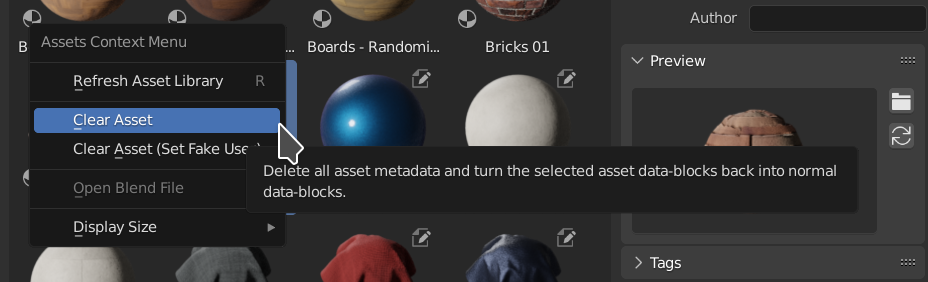 Author
B
...
Boards - Randomi...
Bricks 01
Assets Context Menu
Refresh Asset Library R
Clear Asset
Clear Asset (Set Fake User)
Open Blend File
Display Size
Delete all asset metadata and turn the selected asset data-blocks back into normal
data-blocks.
Preview
Tags